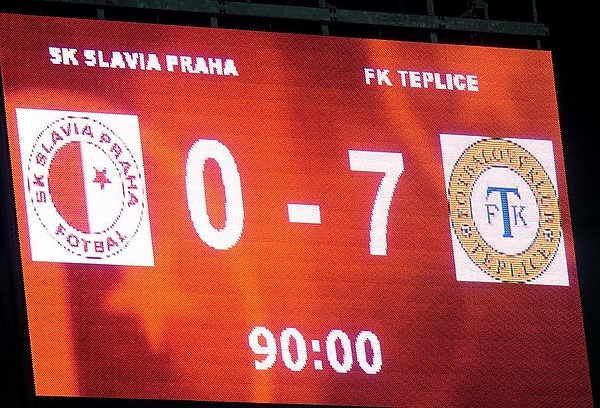 SK SLAVIA PRAHA
FK TEPLICE
SK SLAVIA PRAHA
FOTBAL
0 - 7
FOTBALOVÝ KLUB
FTK
TEPLICE
90:00